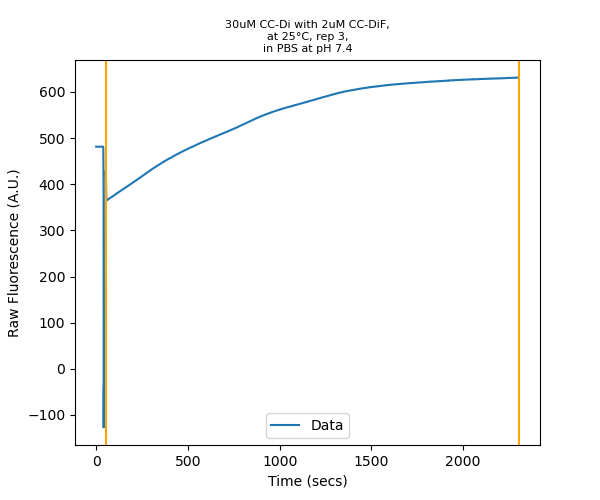 30uM CC-Di with 2uM CC-DiF,
at 25°C, rep 3,
in PBS at pH 7.4
Raw Fluorescence (A.U.)
600
500
400
300
200
100
0
−100
Data
0
500
1000
1500
2000
Time (secs)